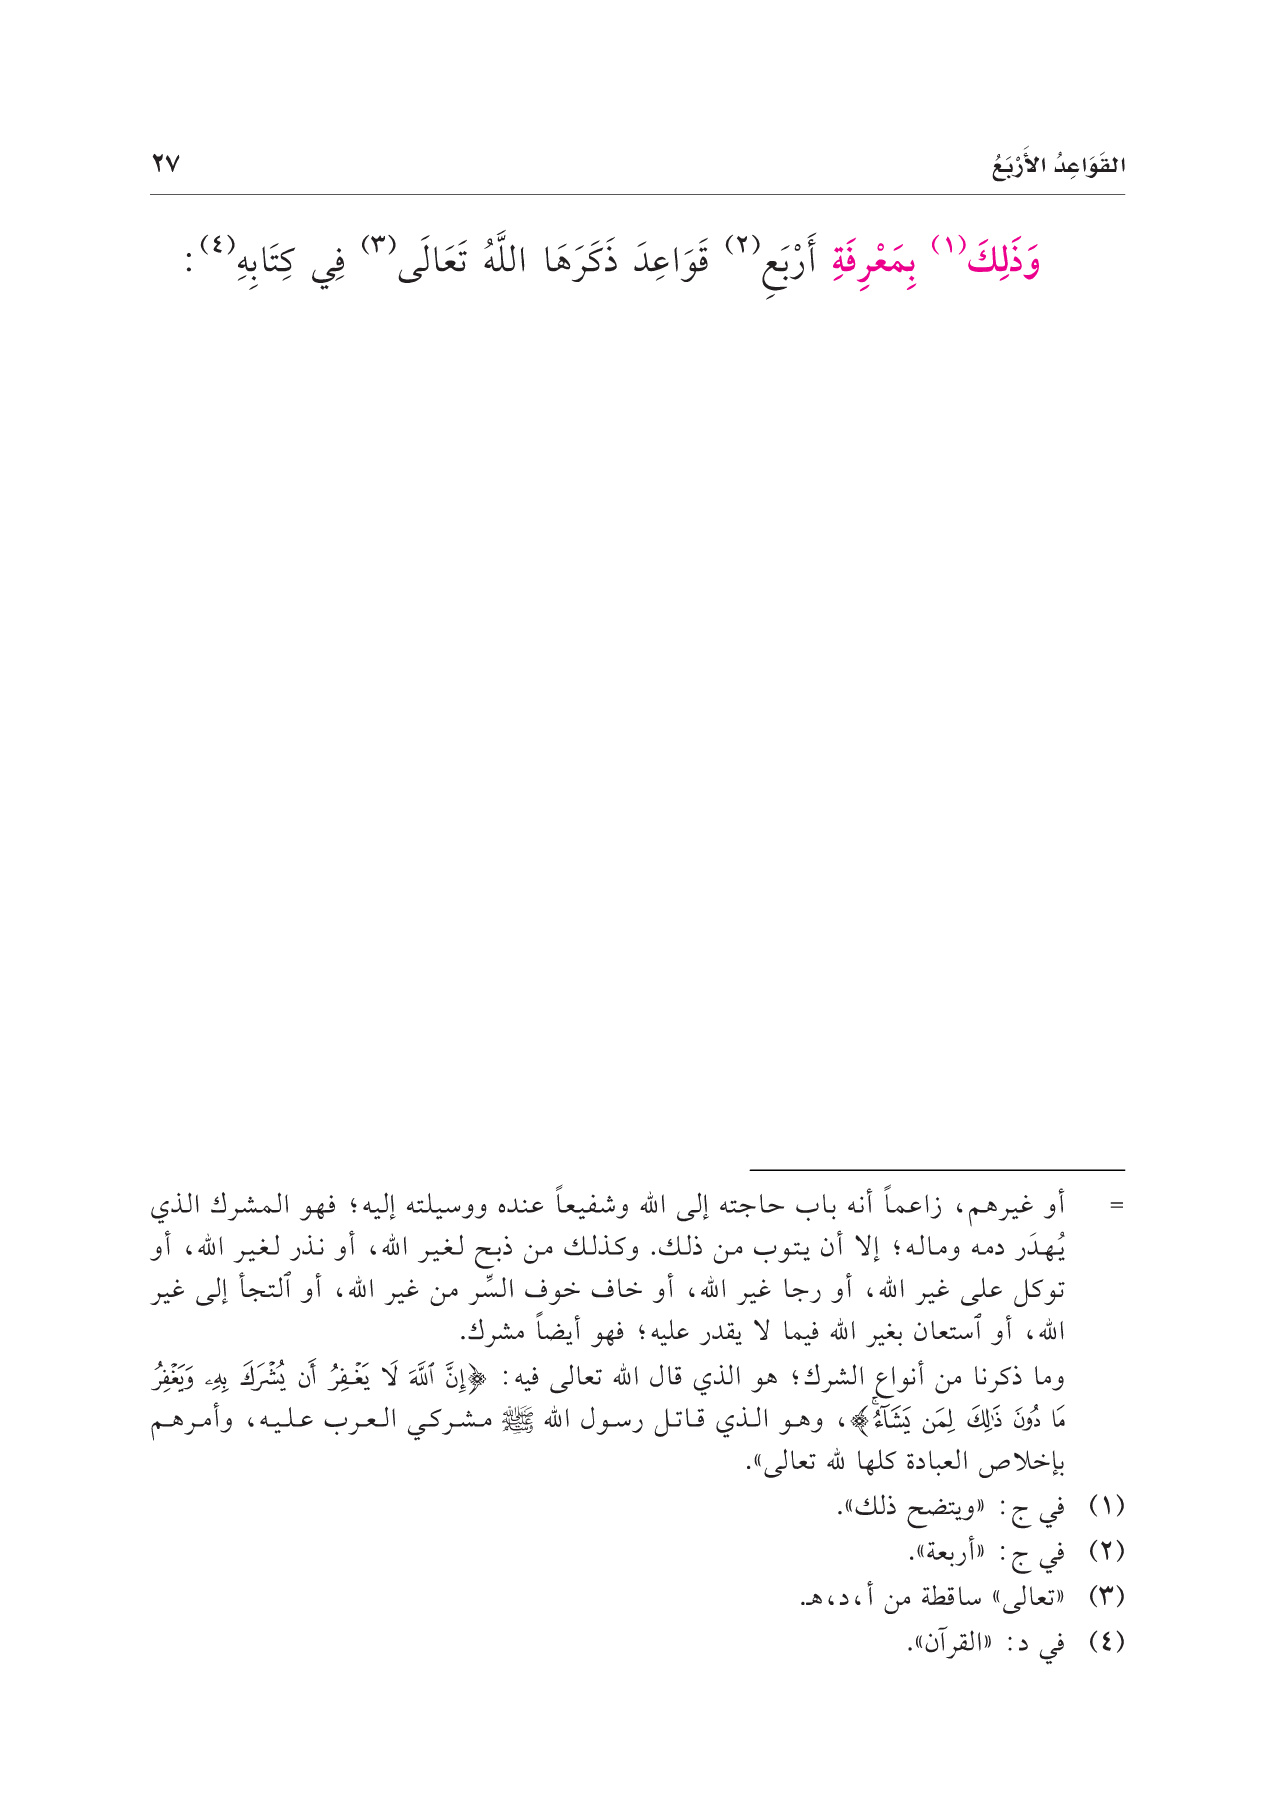 القَوَاعِدُ الأَرْبَعُ ٢٧
وَذَلِكَ(١) بِمَعْرِفَةِ أَرْبَعِ(٢) قَوَاعِدَ ذَكَرَهَا اللَّهُ تَعَالَى(٣) فِي كِتَابِهِ(٤):
= أو غيرهم، زاعماً أنه باب حاجته إلى الله وشفيعاً عنده ووسيلته إليه؛ فهو المشرك الذي
يُهدَر دمه وماله؛ إلا أن يتوب من ذلك. وكذلك من ذبح لغير الله، أو نذر لغير الله، أو
توكل على غير الله، أو رجا غير الله، أو خاف خوف السِّر من غير الله، أو ٱلتجأ إلى غير
الله، أو ٱستعان بغير الله فيما لا يقدر عليه؛ فهو أيضاً مشرك.
وما ذكرنا من أنواع الشرك؛ هو الذي قال الله تعالى فيه: ﴿إِنَّ ٱللَّهَ لَا يَغْفِرُ أَن يُشْرَكَ بِهِۦ وَيَغْفِرُ
مَا دُونَ ذَٰلِكَ لِمَن يَشَآءُۚ﴾، وهو الذي قاتل رسول الله ﷺ مشركي العرب عليه، وأمرهم
بإخلاص العبادة كلها لله تعالى».
(١) في ج: «ويتضح ذلك».
(٢) في ج: «أربعة».
(٣) «تعالى» ساقطة من أ،د،هـ.
(٤) في د: «القرآن».